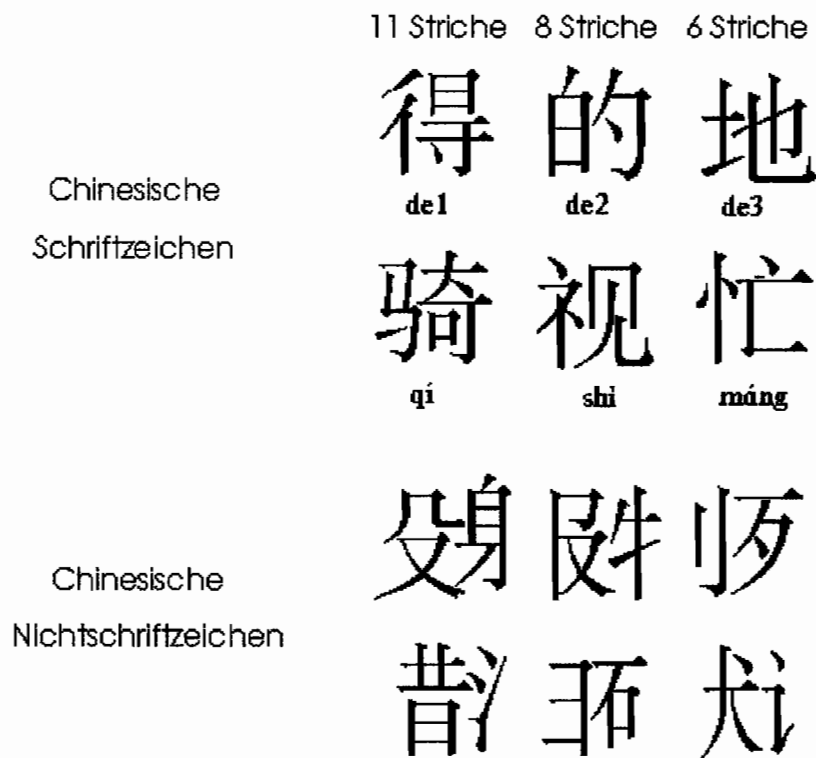 11 Striche 8 Striche 6 Striche
得 的 地
Chinesische
de1 de2 de3
Schriftzeichen
骑 视 忙
qí shì máng
Chinesische
Nichtschriftzeichen